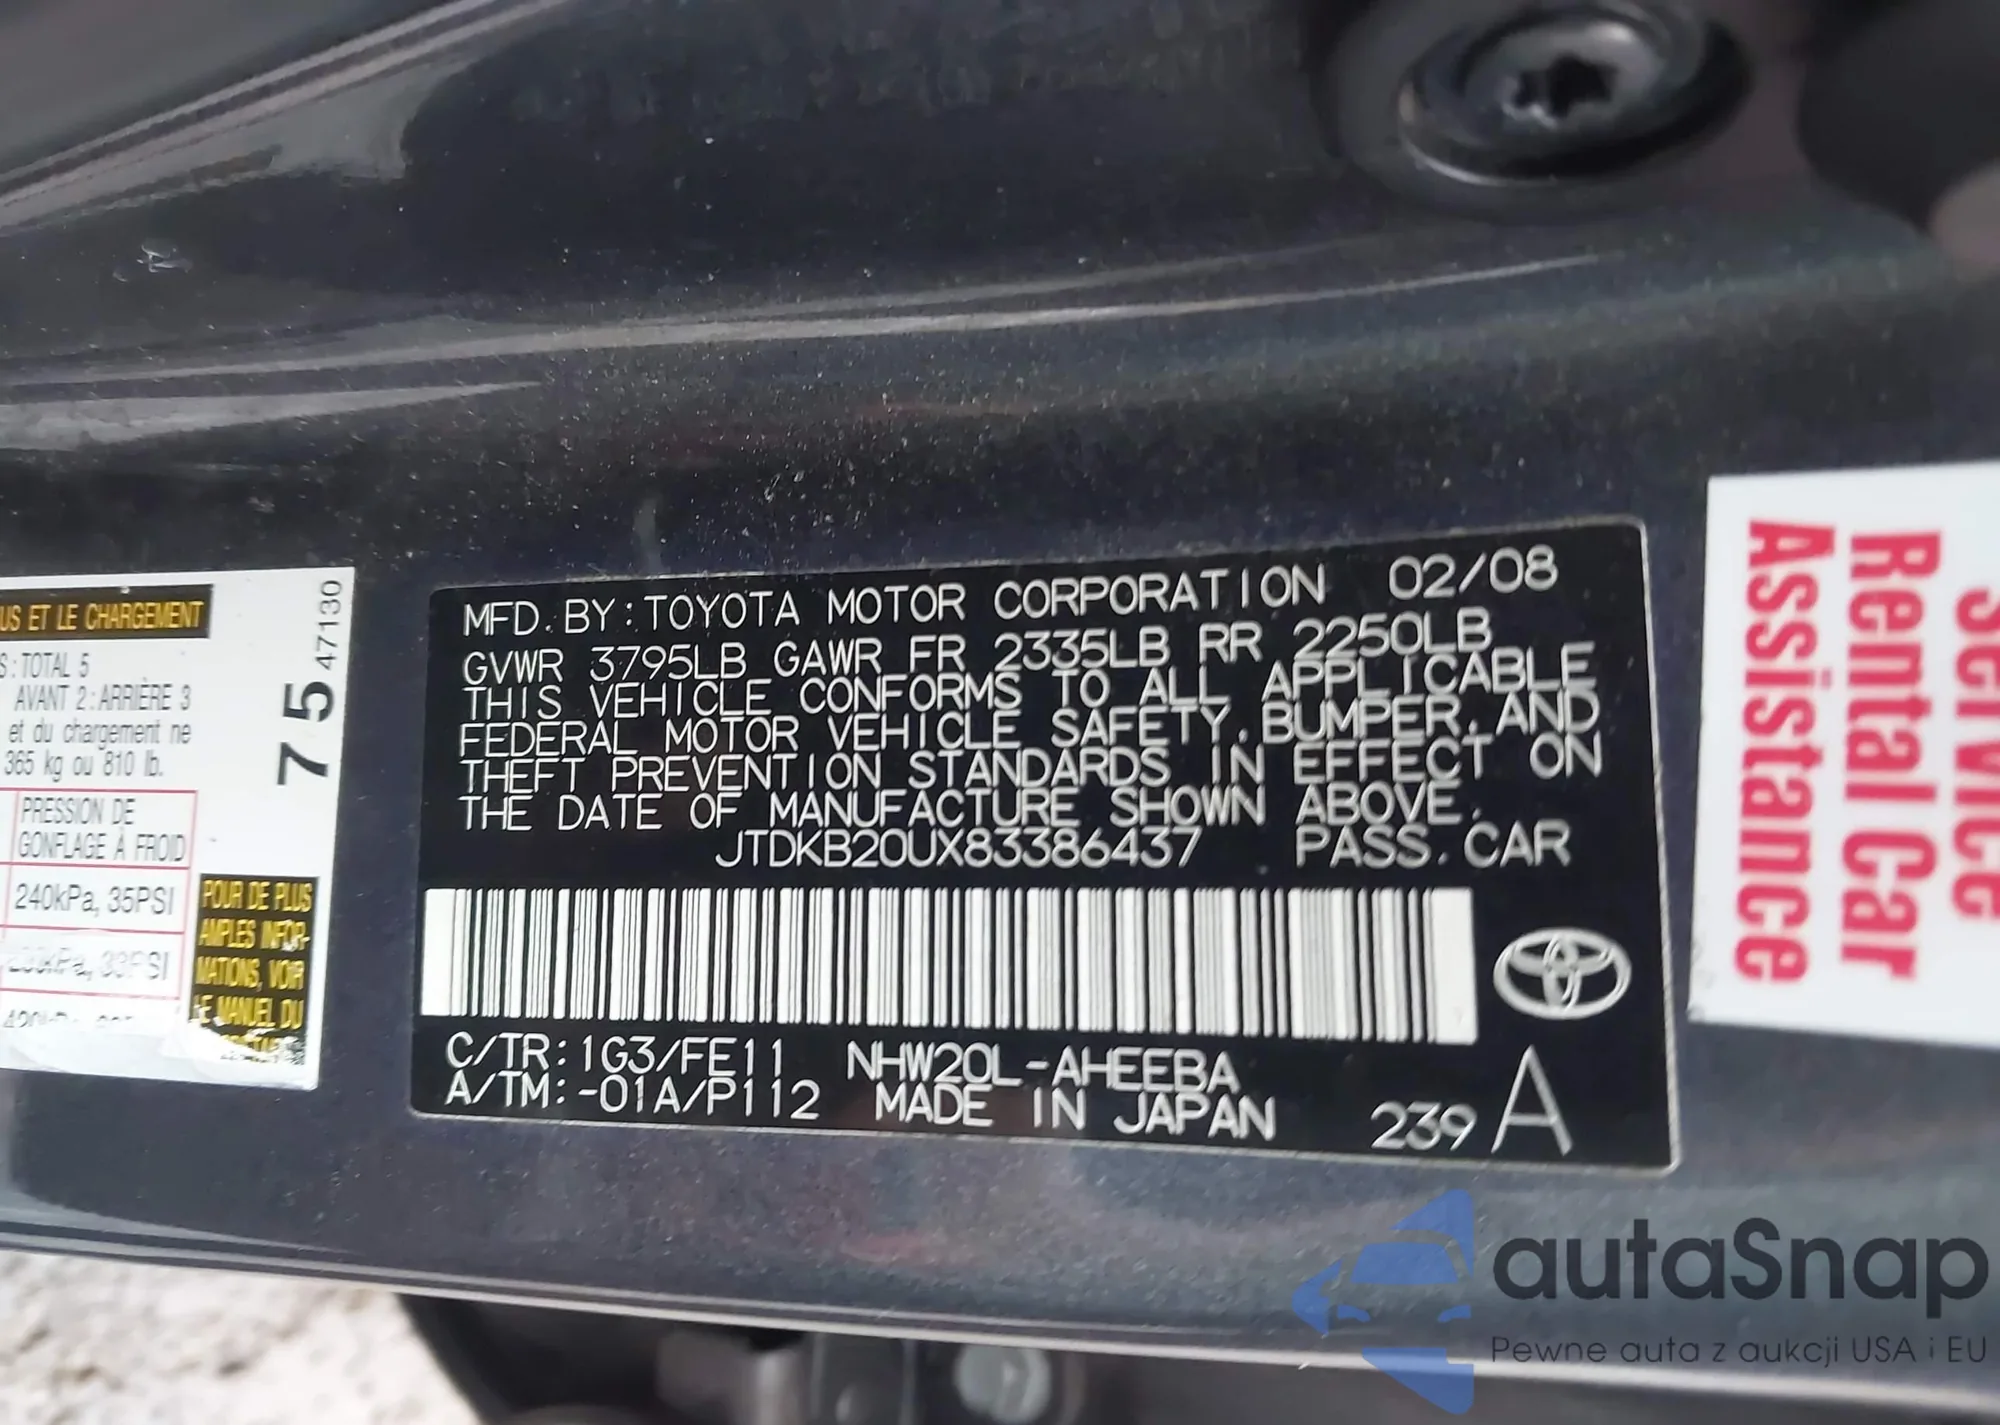 US ET LE CHARGEMENT
S: TOTAL 5
AVANT 2: ARRIÈRE 3
et du chargement ne
365 kg ou 810 lb.
PRESSION DE
GONFLAGE À FROID
240kPa, 35PSI
POUR DE PLUS
AMPLES INFOR-
MATIONS, VOIR
LE MANUEL DU
75 47130
MFD. BY: TOYOTA MOTOR CORPORATION 02/08
GVWR 3795LB GAWR FR 2335LB RR 2250LB
THIS VEHICLE CONFORMS TO ALL APPLICABLE
FEDERAL MOTOR VEHICLE SAFETY, BUMPER, AND
THEFT PREVENTION STANDARDS IN EFFECT ON
THE DATE OF MANUFACTURE SHOWN ABOVE.
JTDKB20UX83386437 PASS. CAR
C/TR: 1G3/FE11 NHW20L-AHEEBA
A/TM: -01A/P112 MADE IN JAPAN 239 A
Service
Rental Car
Assistance
autaSnap
Pewne auta z aukcji USA i EU